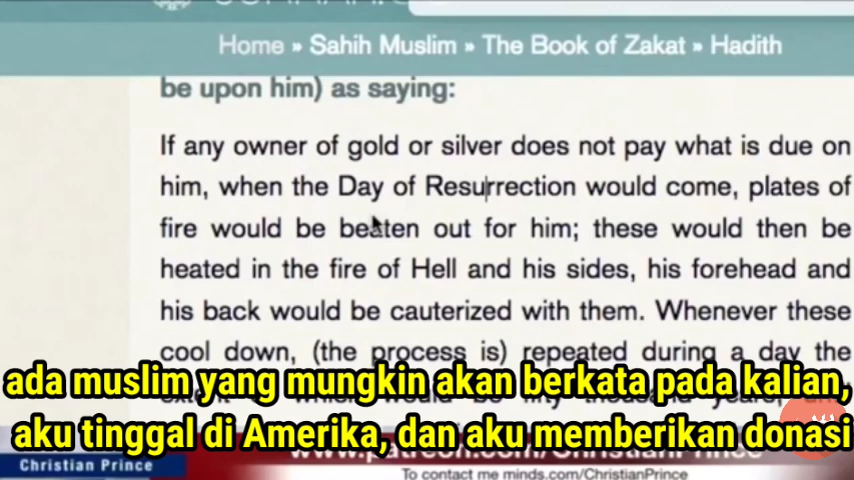 Home » Sahih Muslim » The Book of Zakat » Hadith
be upon him) as saying:
If any owner of gold or silver does not pay what is due on
him, when the Day of Resurrection would come, plates of
fire would be beaten out for him; these would then be
heated in the fire of Hell and his sides, his forehead and
his back would be cauterized with them. Whenever these
cool down, (the process is) repeated during a day the
ada muslim yang mungkin akan berkata pada kalian,
aku tinggal di Amerika, dan aku memberikan donasi
www.patreon.com/ChristianPrince
Christian Prince
To contact me minds.com/ChristianPrince